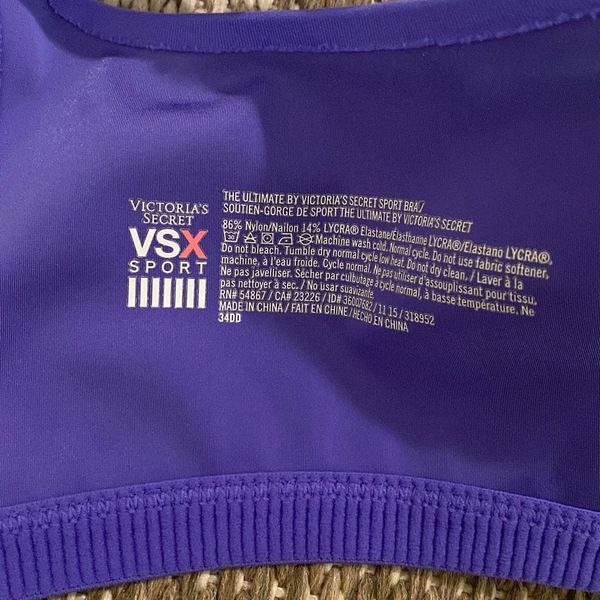 VICTORIA'S
SECRET
VSX
SPORT
THE ULTIMATE BY VICTORIA'S SECRET SPORT BRA/
SOUTIEN-GORGE DE SPORT THE ULTIMATE BY VICTORIA'S SECRET
86% Nylon/Nailon 14% LYCRA® Elastane/Élasthanne LYCRA®/Elastano LYCRA®,
Machine wash cold. Normal cycle. Do not use fabric softener,
Do not bleach. Tumble dry normal cycle low heat. Do not dry clean. / Laver à la
machine, à l'eau froide. Cycle normal. Ne pas utiliser d'assouplissant pour tissu,
Ne pas javelliser. Sécher par culbutage à cycle normal, à basse température. Ne
pas nettoyer à sec. / No usar suavizante.
RN# 54867 / CA# 23226 / ID# 36007682 / 11 15 / 318952
MADE IN CHINA / FAIT EN CHINE / HECHO EN CHINA
34DD